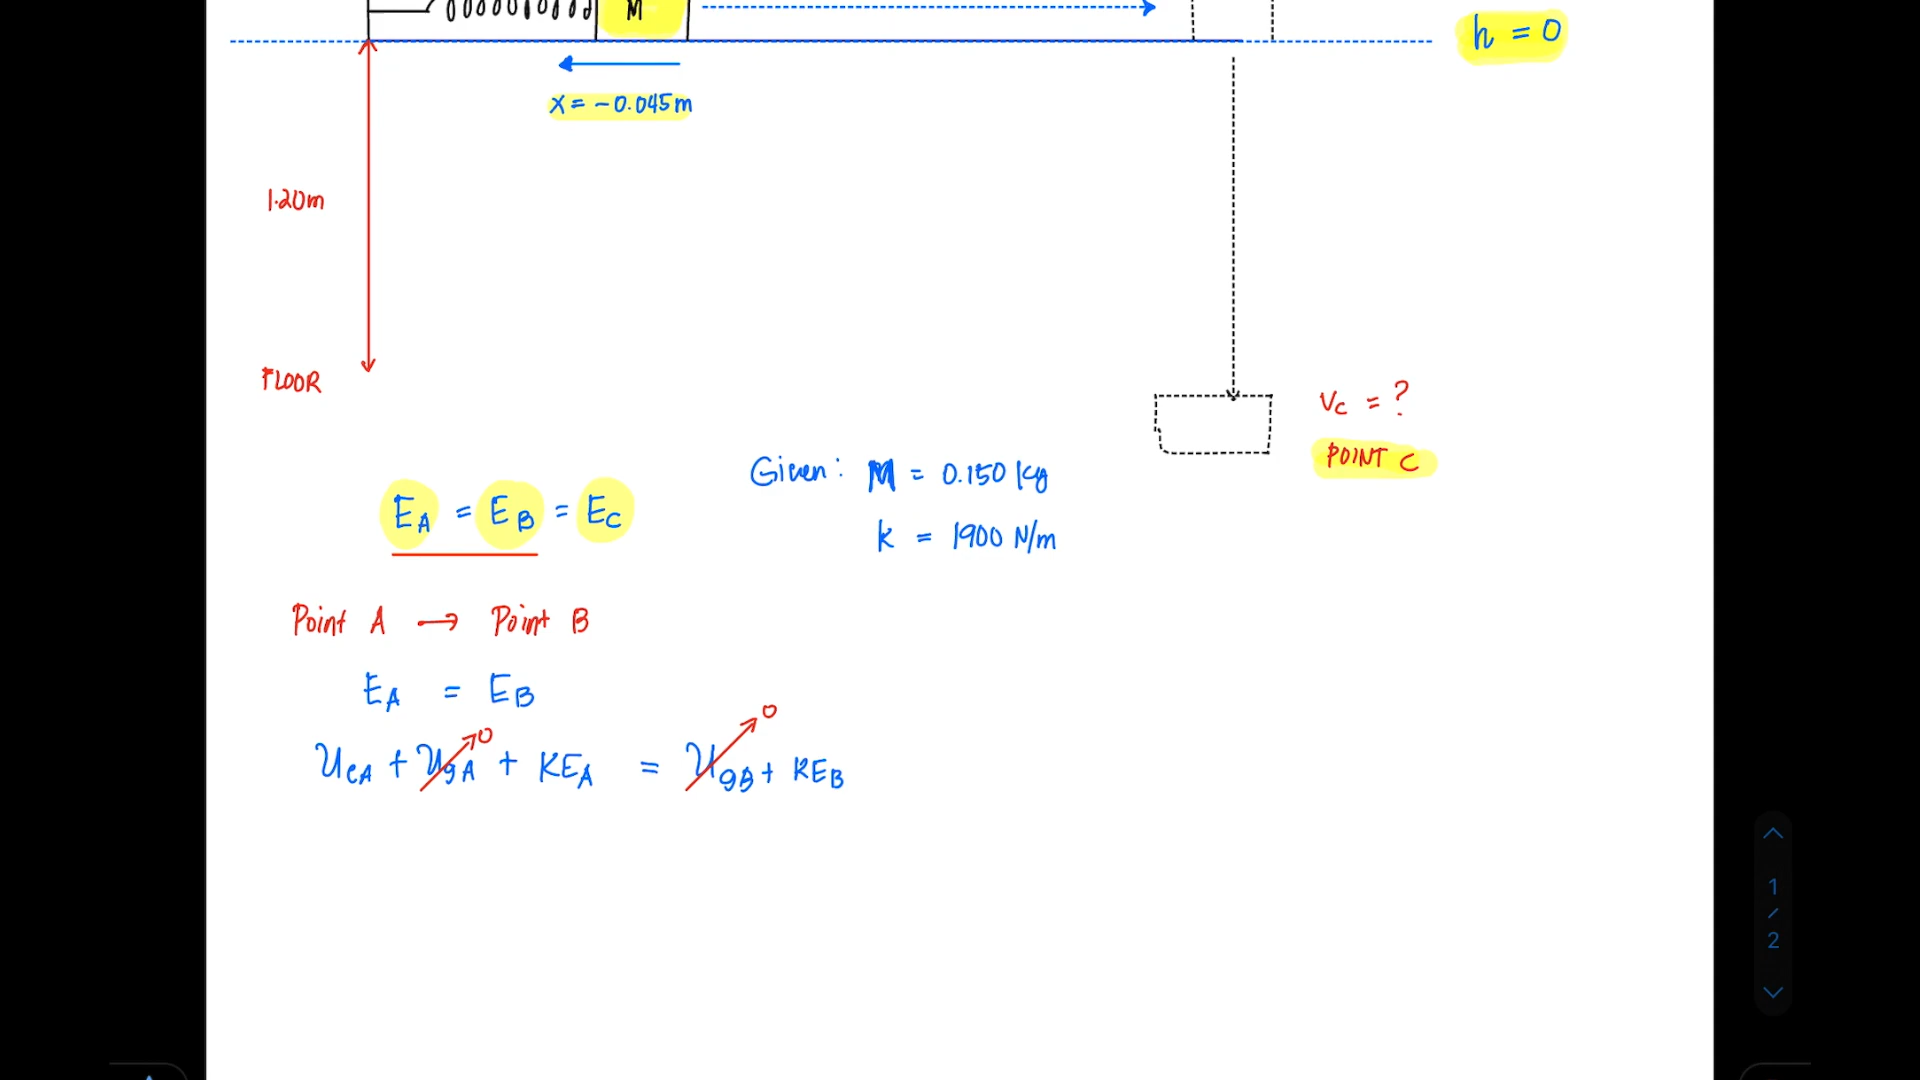 M
h = 0
x = -0.045m
1.20m
FLOOR
Vc = ?
POINT C
Given: M = 0.150 kg
k = 1900 N/m
EA = EB = EC
Point A → Point B
EA = EB
UeA + UgA 0 + KEA = UgB 0 + KEB
1
/
2